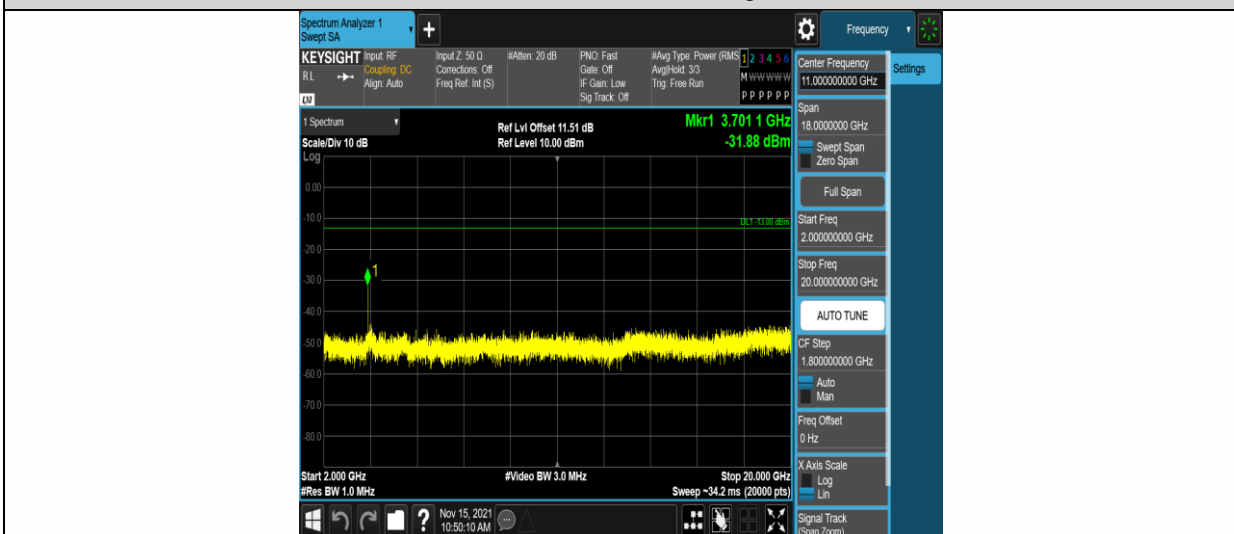 Spectrum Analyzer 1
Swept SA
Frequency
KEYSIGHT
Input: RF
Input Z: 50 Ω
#Atten: 20 dB
PNO: Fast
#Avg Type: Power (RMS
1 2 3 4 5 6
R L
Coupling: DC
Corrections: Off
Gate: Off
Avg|Hold: 3/3
M W W W W W
Align: Auto
Freq Ref: Int (S)
IF Gain: Low
Trig: Free Run
Sig Track: Off
P P P P P P
LXI
1 Spectrum
Ref Lvl Offset 11.51 dB
Mkr1 3.701 1 GHz
Scale/Div 10 dB
Ref Level 10.00 dBm
-31.88 dBm
Log
0.00
-10.0
DL1 -13.00 dBm
-20.0
1
-30.0
-40.0
-50.0
-60.0
-70.0
-80.0
Start 2.000 GHz
#Video BW 3.0 MHz
Stop 20.000 GHz
#Res BW 1.0 MHz
Sweep ~34.2 ms (20000 pts)
?
Nov 15, 2021
10:50:10 AM
Center Frequency
11.000000000 GHz
Settings
Span
18.0000000 GHz
Swept Span
Zero Span
Full Span
Start Freq
2.000000000 GHz
Stop Freq
20.000000000 GHz
AUTO TUNE
CF Step
1.800000000 GHz
Auto
Man
Freq Offset
0 Hz
X Axis Scale
Log
Lin
Signal Track
(Span Zoom)